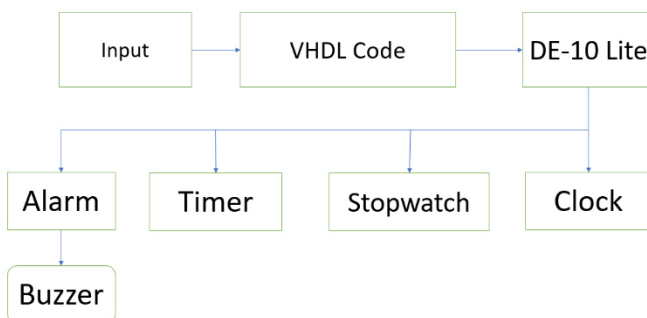 Input
VHDL Code
DE-10 Lite
Alarm
Timer
Stopwatch
Clock
Buzzer